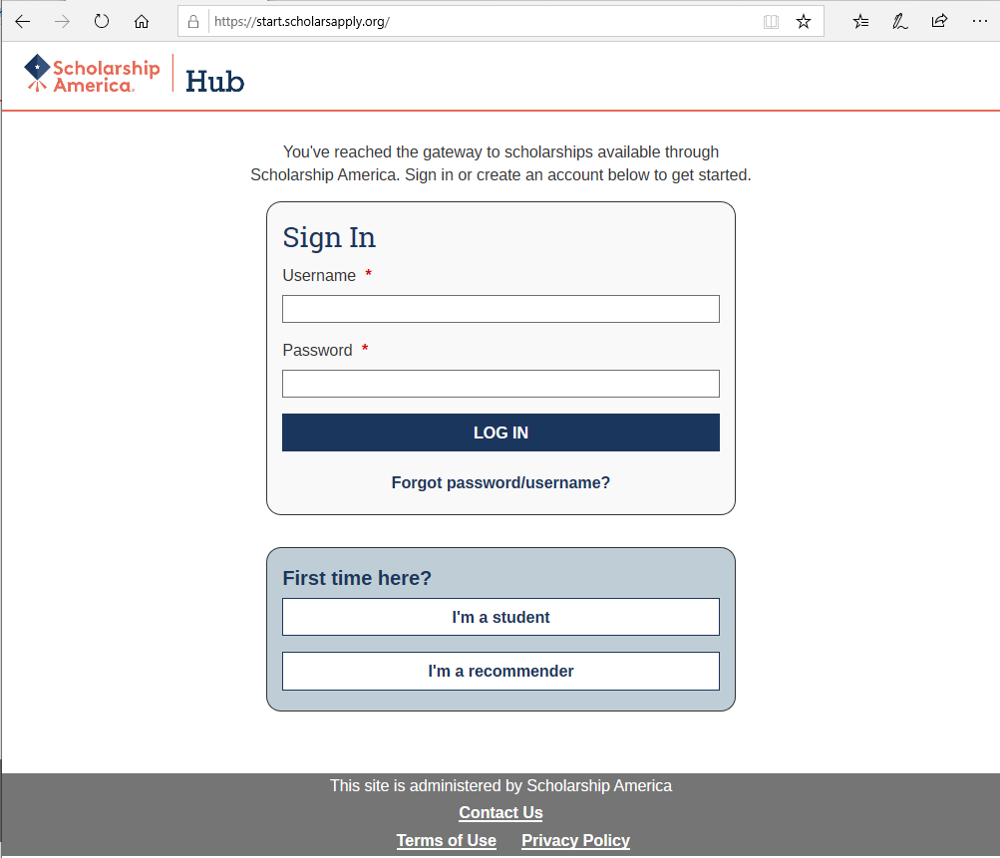 https://start.scholarsapply.org/
Scholarship
America®
Hub
You've reached the gateway to scholarships available through
Scholarship America. Sign in or create an account below to get started.
Sign In
Username *
Password *
LOG IN
Forgot password/username?
First time here?
I'm a student
I'm a recommender
This site is administered by Scholarship America
Contact Us
Terms of Use Privacy Policy